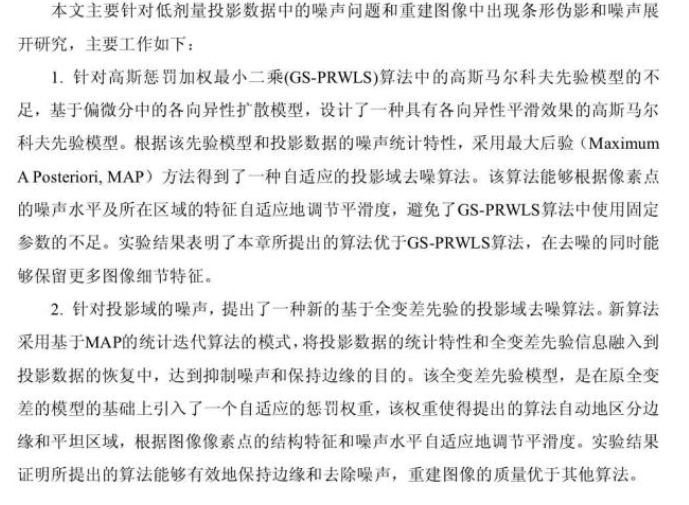 本文主要针对低剂量投影数据中的噪声问题和重建图像中出现条形伪影和噪声展
开研究，主要工作如下：
1. 针对高斯惩罚加权最小二乘(GS-PRWLS)算法中的高斯马尔科夫先验模型的不
足，基于偏微分中的各向异性扩散模型，设计了一种具有各向异性平滑效果的高斯马尔
科夫先验模型。根据该先验模型和投影数据的噪声统计特性，采用最大后验（Maximum
A Posteriori, MAP）方法得到了一种自适应的投影域去噪算法。该算法能够根据像素点
的噪声水平及所在区域的特征自适应地调节平滑度，避免了GS-PRWLS算法中使用固定
参数的不足。实验结果表明了本章所提出的算法优于GS-PRWLS算法，在去噪的同时能
够保留更多图像细节特征。
2. 针对投影域的噪声，提出了一种新的基于全变差先验的投影域去噪算法。新算法
采用基于MAP的统计迭代算法的模式，将投影数据的统计特性和全变差先验信息融入到
投影数据的恢复中，达到抑制噪声和保持边缘的目的。该全变差先验模型，是在原全变
差的模型的基础上引入了一个自适应的惩罚权重，该权重使得提出的算法自动地区分边
缘和平坦区域，根据图像像素点的结构特征和噪声水平自适应地调节平滑度。实验结果
证明所提出的算法能够有效地保持边缘和去除噪声，重建图像的质量优于其他算法。